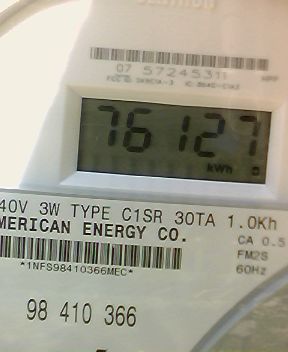 07 57245311
76127
kWh
40V 3W TYPE C1SR 30TA 1.0Kh
MERICAN ENERGY CO.
CA 0.5
FM2S
60Hz
*1NFS98410366MEC*
98 410 366